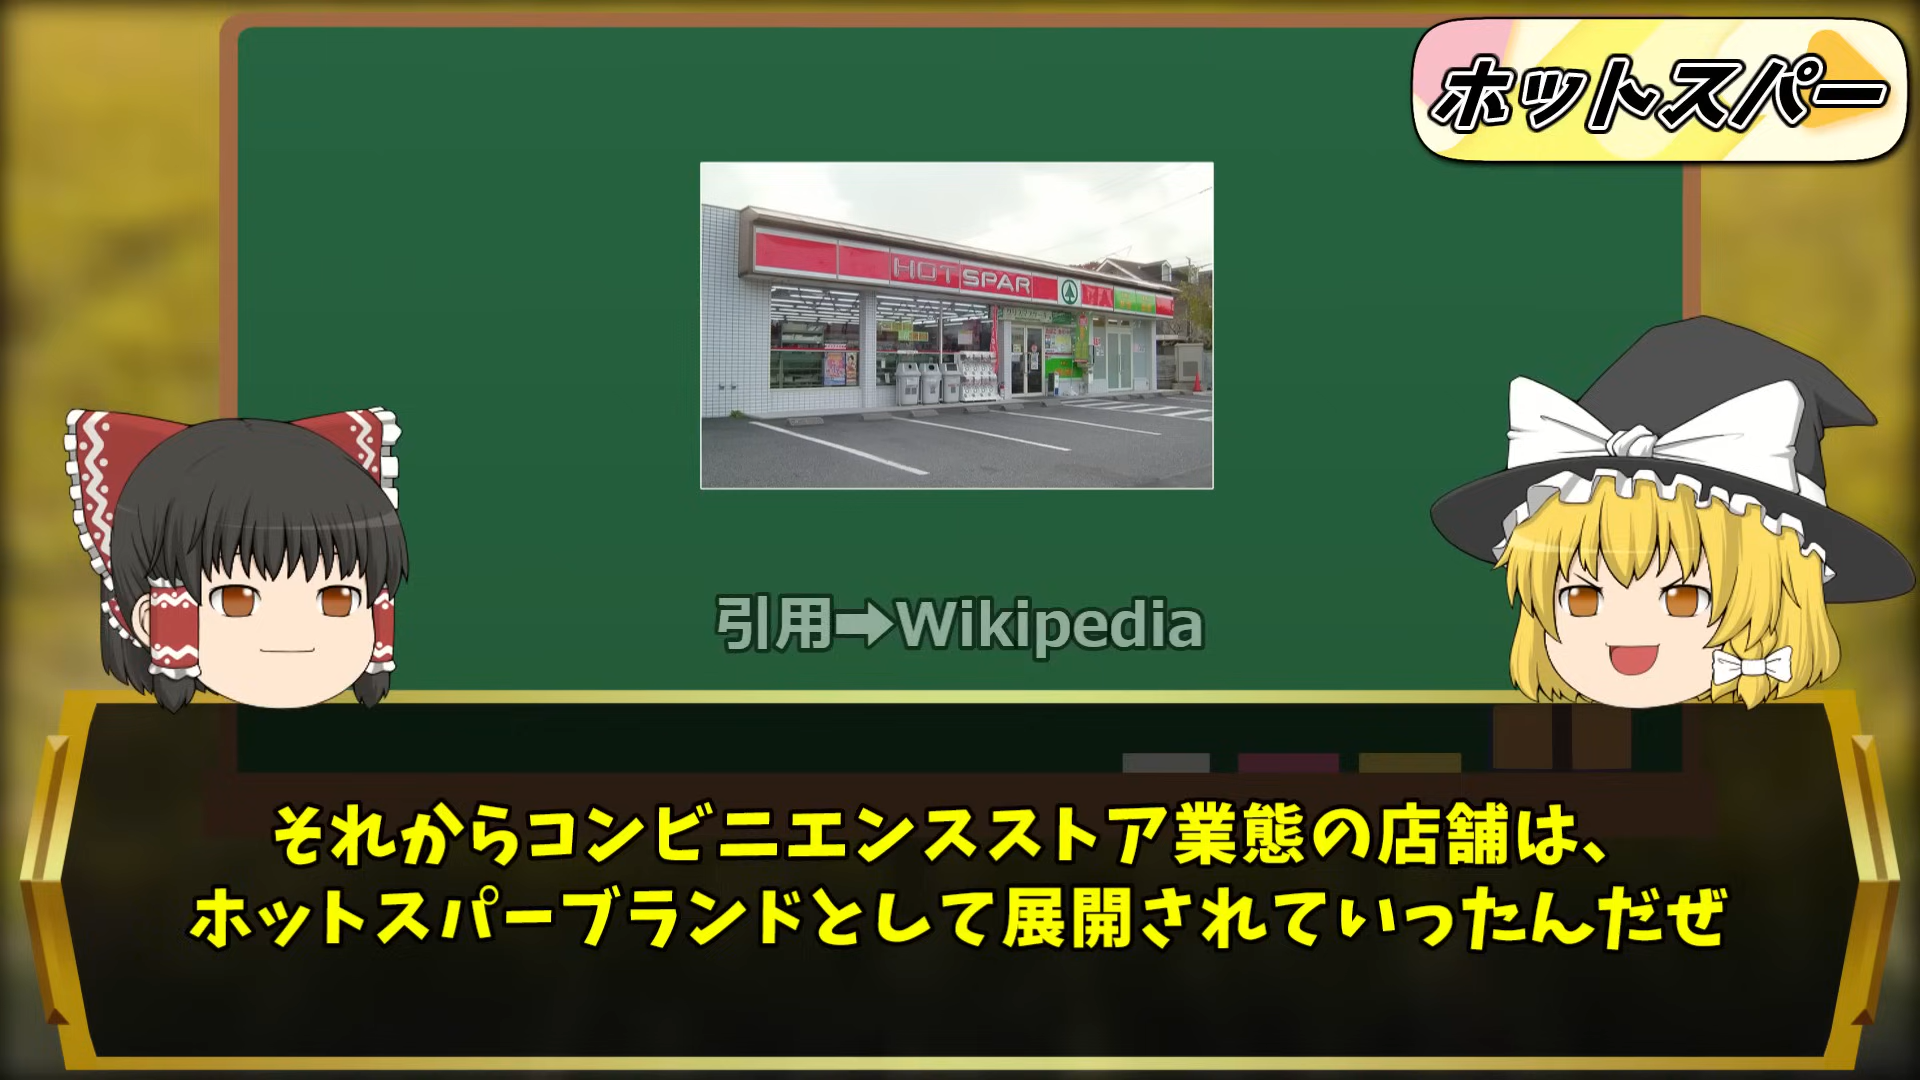 ホットスパー
HOT SPAR
引用➡Wikipedia
それからコンビニエンスストア業態の店舗は、
ホットスパーブランドとして展開されていったんだぜ